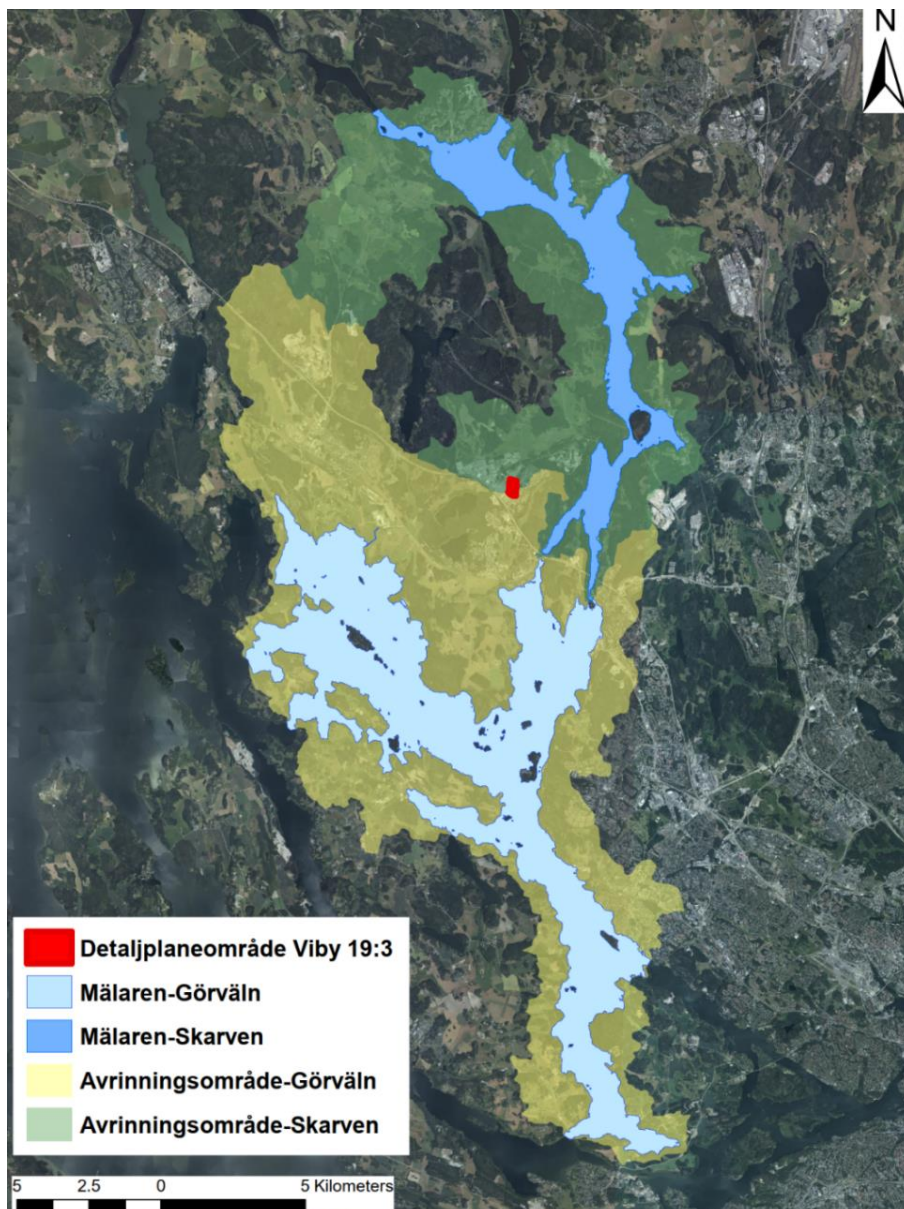 N
Detaljplaneområde Viby 19:3
Mälaren-Görväln
Mälaren-Skarven
Avrinningsområde-Görväln
Avrinningsområde-Skarven
5 2.5 0 5 Kilometers